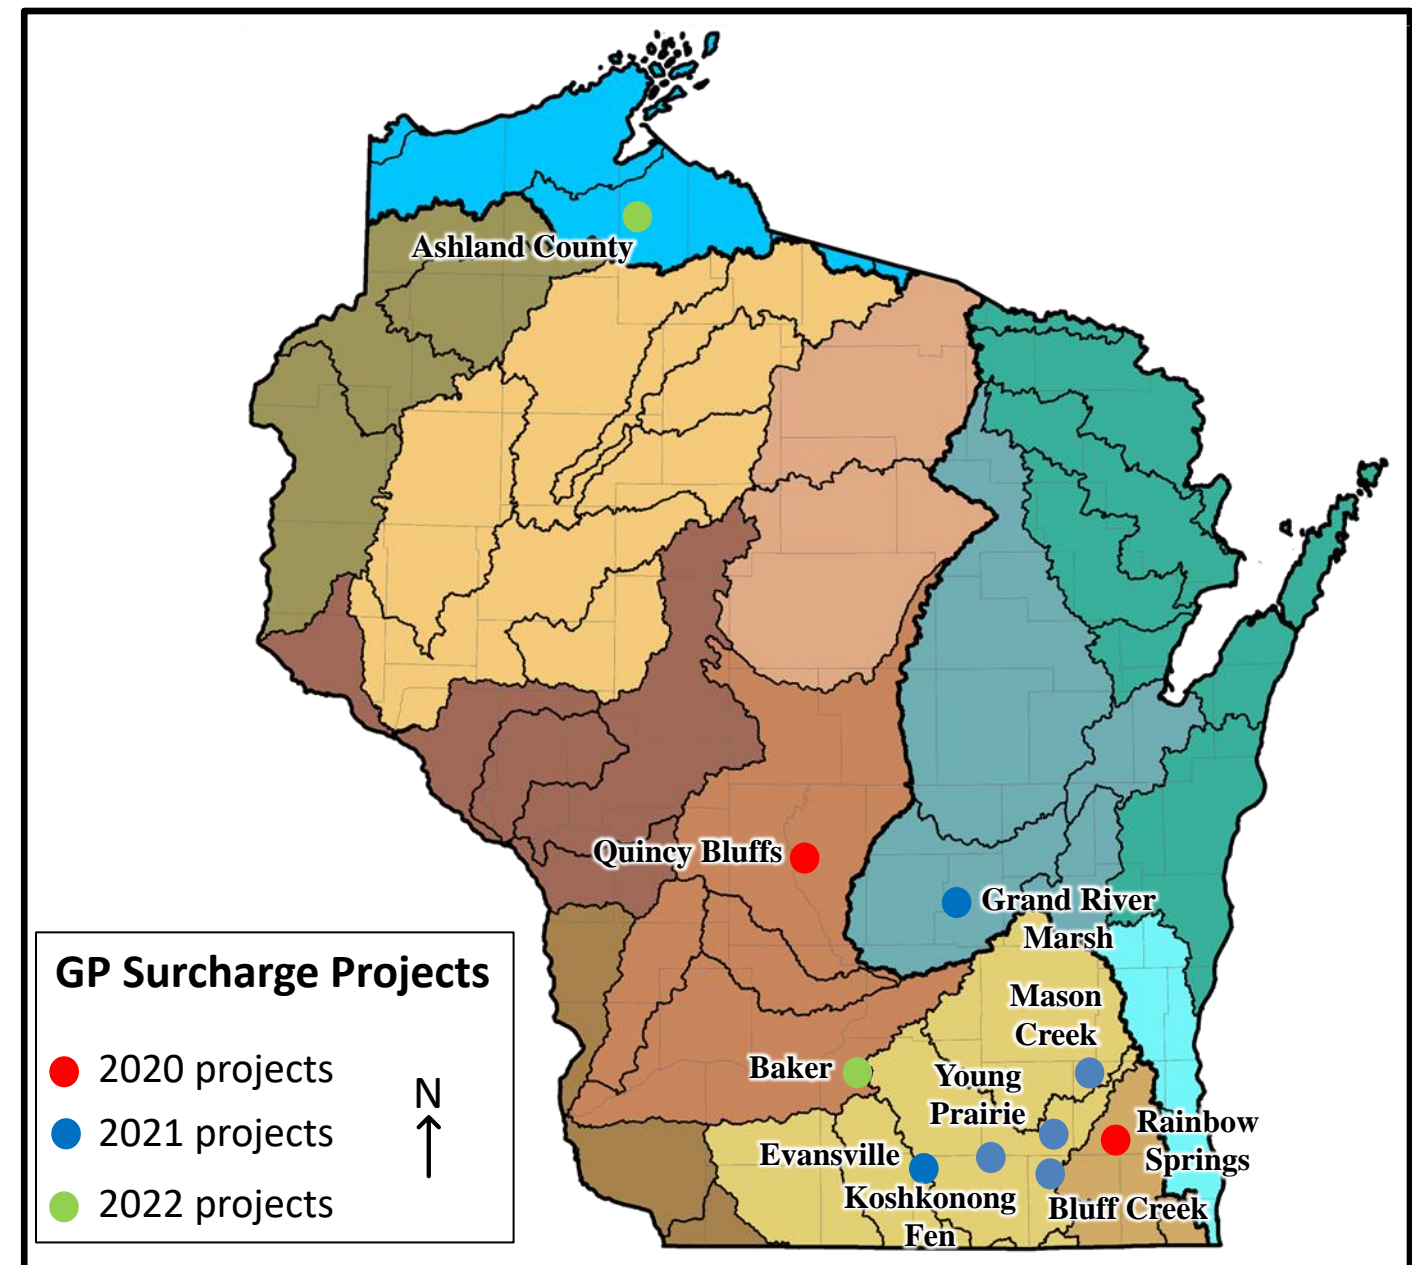 Ashland County
Quincy Bluffs
Grand River
Marsh
Mason
Creek
Baker
Young
Prairie
Rainbow
Springs
Evansville
Koshkonong
Fen
Bluff Creek
GP Surcharge Projects
2020 projects
2021 projects
2022 projects
N